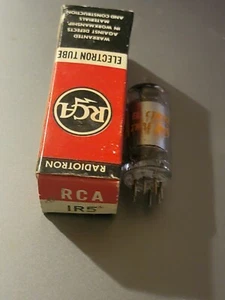 WARRANTED
AGAINST DEFECTS
IN WORKMANSHIP,
MATERIALS
AND CONSTRUCTION
ELECTRON TUBE
RCA
RADIOTRON
RCA
1R5